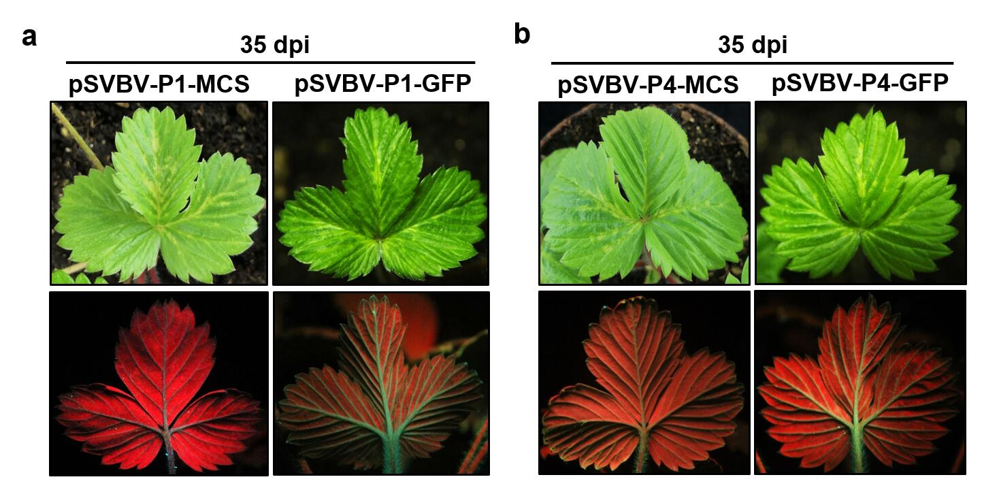 a
35 dpi
pSVBV-P1-MCS
pSVBV-P1-GFP
b
35 dpi
pSVBV-P4-MCS
pSVBV-P4-GFP